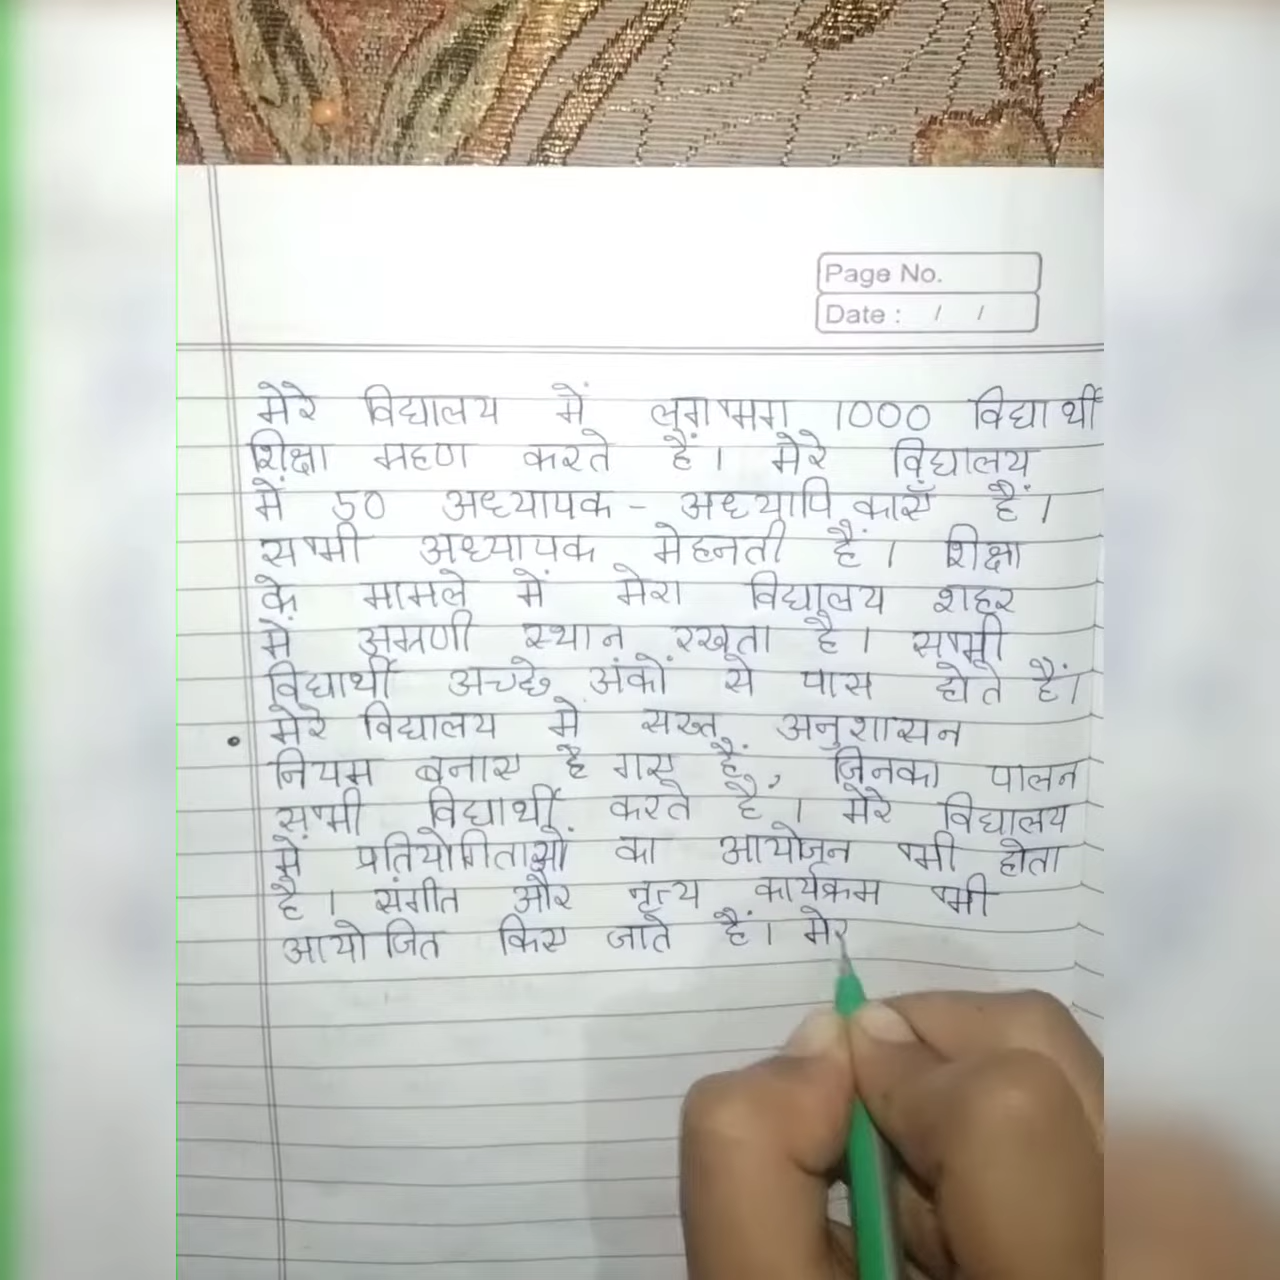 Page No.
Date : / /
मेरे विद्यालय में लगभग 1000 विद्यार्थी
शिक्षा ग्रहण करते हैं। मेरे विद्यालय
में 50 अध्यापक - अध्यापिकाएँ हैं।
सभी अध्यापक मेहनती हैं। शिक्षा
के मामले में मेरा विद्यालय शहर
में अग्रणी स्थान रखता है। सभी
विद्यार्थी अच्छे अंकों से पास होते हैं।
मेरे विद्यालय में सख्त अनुशासन
नियम बनाए है गए हैं, जिनका पालन
सभी विद्यार्थी करते हैं। मेरे विद्यालय
में प्रतियोगिताओं का आयोजन भी होता
है। संगीत और नृत्य कार्यक्रम भी
आयोजित किए जाते हैं। मेर